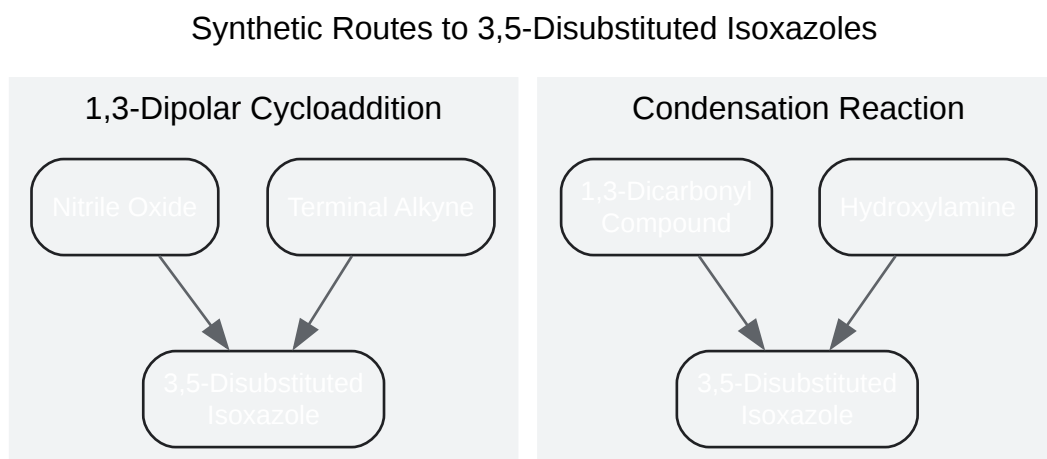 Synthetic Routes to 3,5-Disubstituted Isoxazoles
1,3-Dipolar Cycloaddition
Nitrile Oxide
Terminal Alkyne
3,5-Disubstituted
Isoxazole
Condensation Reaction
1,3-Dicarbonyl
Compound
Hydroxylamine
3,5-Disubstituted
Isoxazole